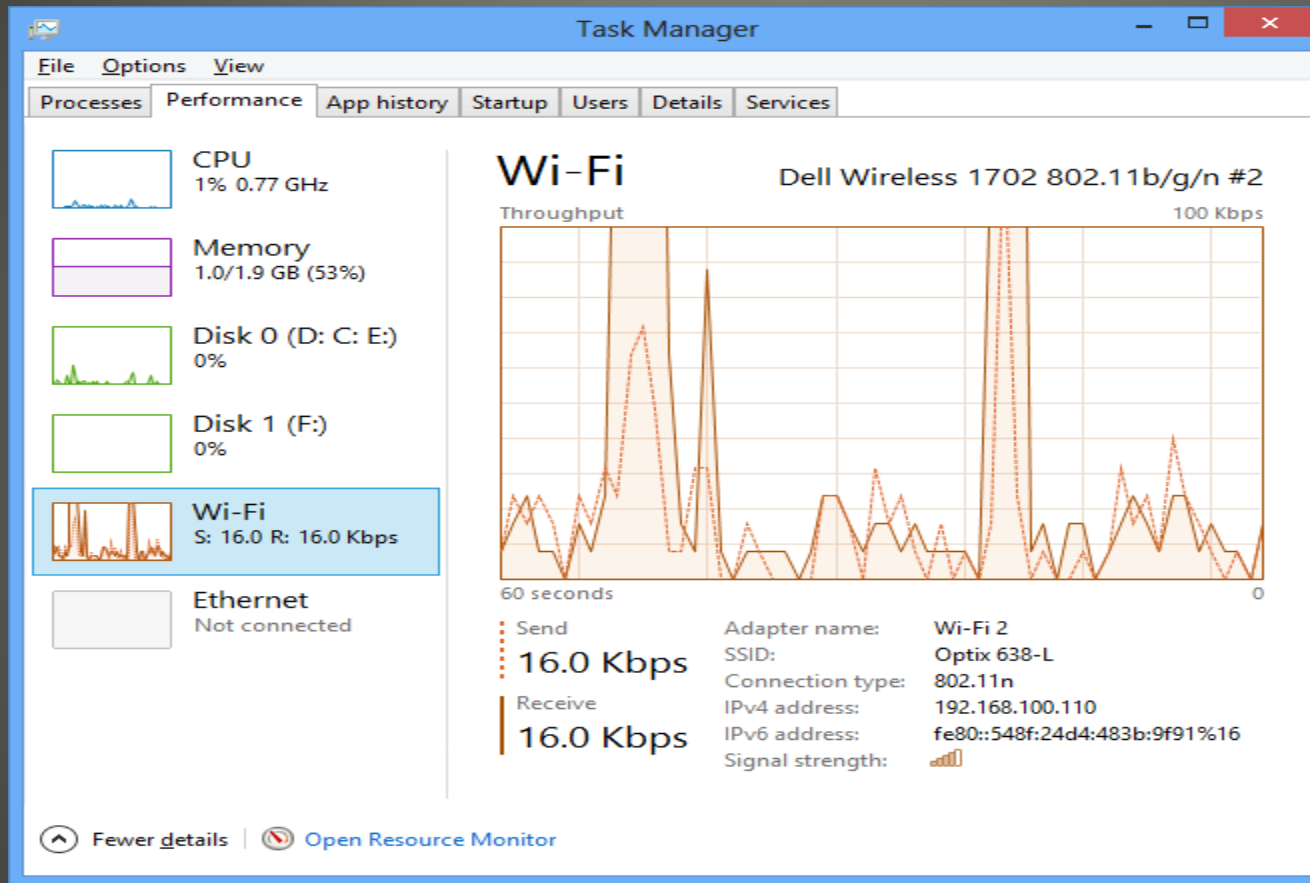 Task Manager
File Options View
Processes Performance App history Startup Users Details Services
CPU
1% 0.77 GHz
Memory
1.0/1.9 GB (53%)
Disk 0 (D: C: E:)
0%
Disk 1 (F:)
0%
Wi-Fi
S: 16.0 R: 16.0 Kbps
Ethernet
Not connected
Wi-Fi Dell Wireless 1702 802.11b/g/n #2
Throughput 100 Kbps
60 seconds 0
Send
16.0 Kbps
Receive
16.0 Kbps
Adapter name: Wi-Fi 2
SSID: Optix 638-L
Connection type: 802.11n
IPv4 address: 192.168.100.110
IPv6 address: fe80::548f:24d4:483b:9f91%16
Signal strength:
Fewer details Open Resource Monitor